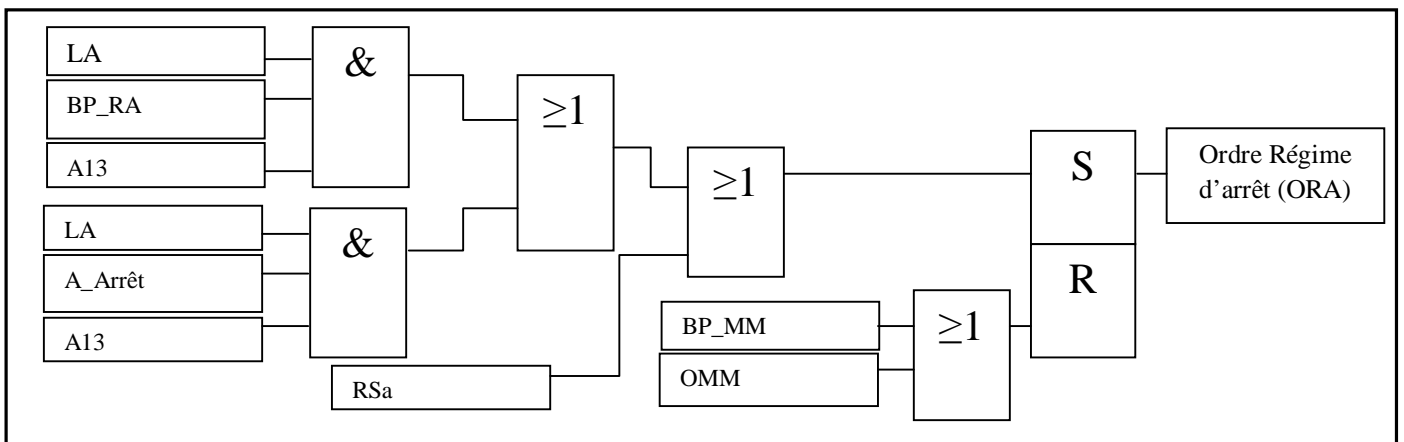 LA
BP_RA
A13
&
LA
A_Arrêt
A13
&
≥1
RSa
≥1
BP_MM
OMM
≥1
S
R
Ordre Régime
d'arrêt (ORA)